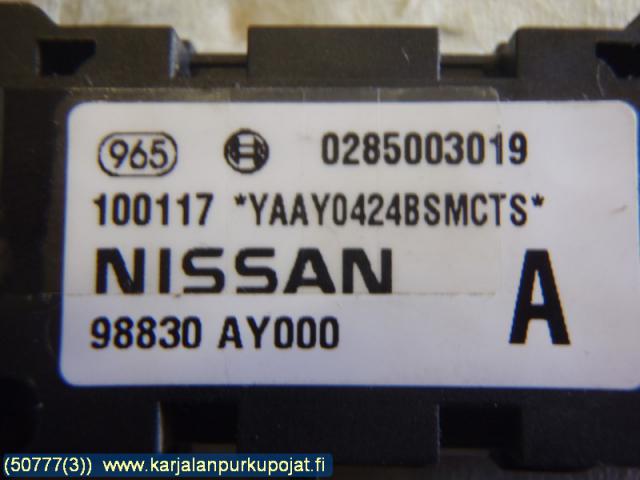 965 0285003019
100117 *YAAY0424BSMCTS*
NISSAN A
98830 AY000
(50777(3)) www.karjalanpurkupojat.fi